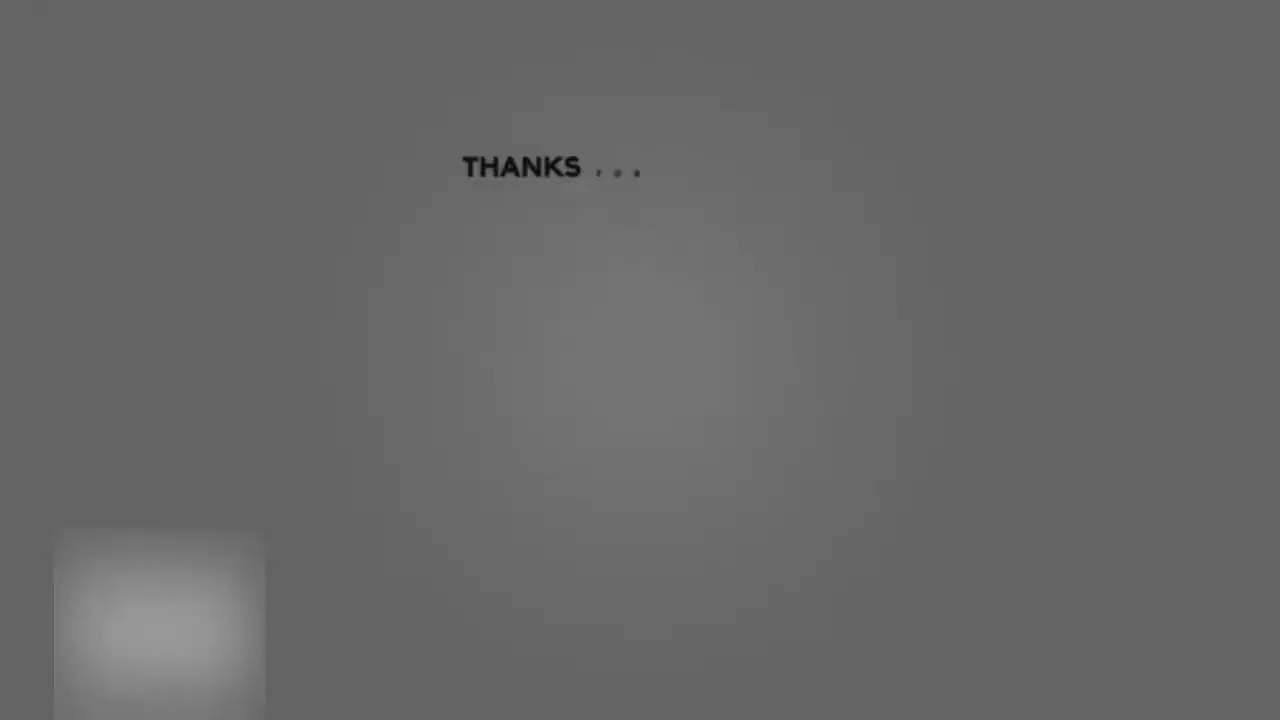 THANKS . . .